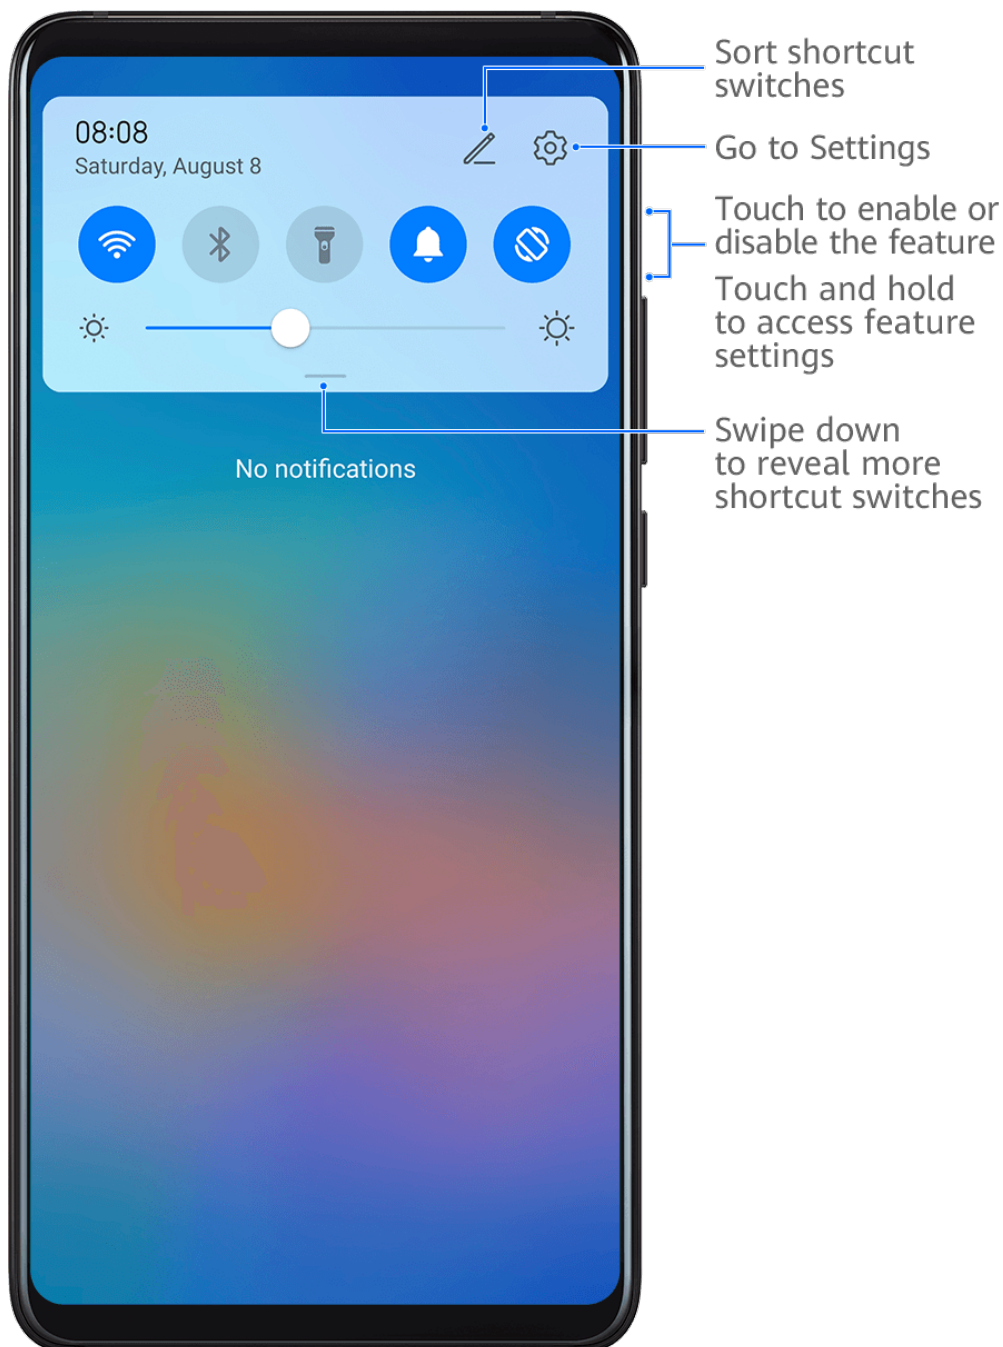 Sort shortcut
switches
08:08
Saturday, August 8
Go to Settings
Touch to enable or
disable the feature
Touch and hold
to access feature
settings
Swipe down
to reveal more
shortcut switches
No notifications